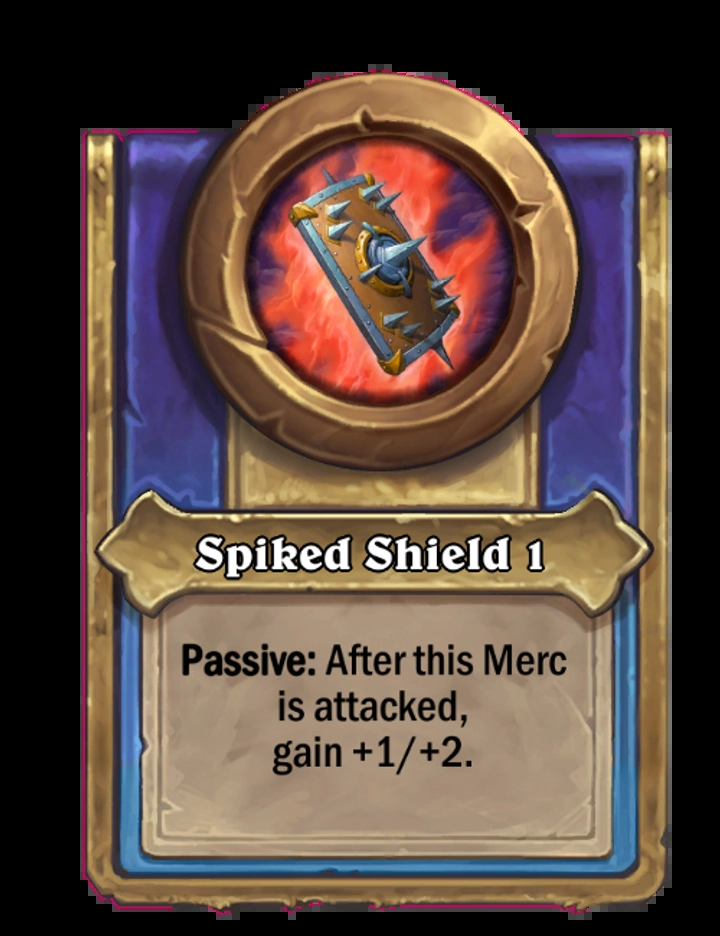 Spiked Shield 1
Passive: After this Merc
is attacked,
gain +1/+2.